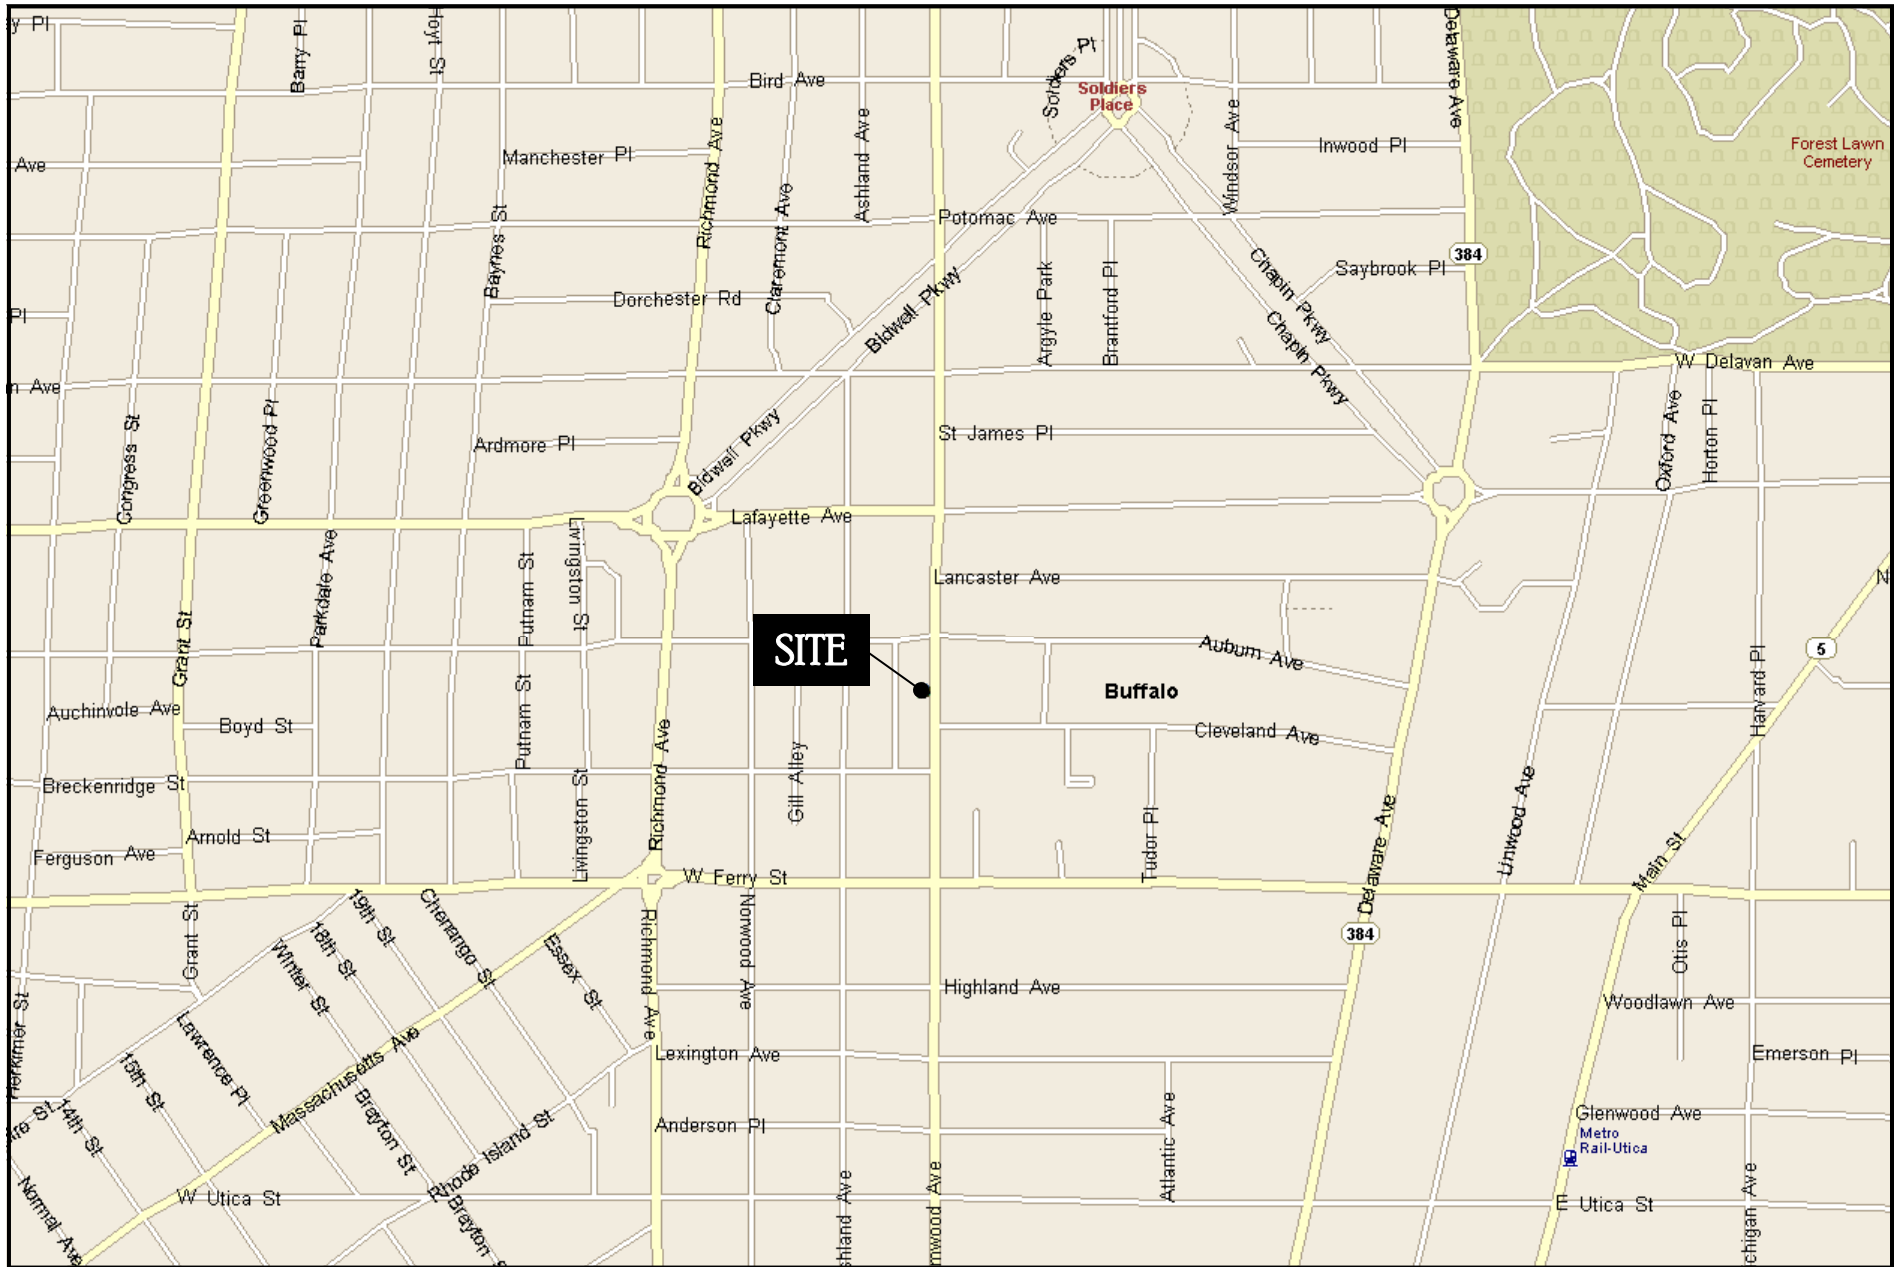 y Pl
Barry Pl
Hoyt St
Delaware Ave
Bird Ave
Soldiers Pl
Soldiers
Place
Ave
Manchester Pl
Richmond Ave
Ashland Ave
Windsor Ave
Inwood Pl
Forest Lawn
Cemetery
Baynes St
Claremont Ave
Potomac Ave
384
Pl
Dorchester Rd
Bidwell Pkwy
Argyle Park
Brantford Pl
Chapin Pkwy
Saybrook Pl
Chapin Pkwy
W Delavan Ave
n Ave
Congress St
Greenwood Pl
Ardmore Pl
Bidwell Pkwy
St James Pl
Oxford Ave
Horton Pl
Lafayette Ave
Livingston St
Parkdale Ave
Putnam St
Lancaster Ave
N
Grant St
SITE
Auburn Ave
5
Buffalo
Harvard Pl
Auchinvole Ave
Boyd St
Putnam St
Richmond Ave
Cleveland Ave
Breckenridge St
Livingston St
Gill Alley
Arnold St
Ferguson Ave
Tudor Pl
Delaware Ave
Linwood Ave
Main St
W Ferry St
Grant St
19th St
18th St
Chenango St
Winter St
Essex St
Richmond Ave
Norwood Ave
384
Otis Pl
Highland Ave
Woodlawn Ave
Herkimer St
Lawrence Pl
15th St
Massachusetts Ave
Lexington Ave
Emerson Pl
ire St
14th St
Brayton St
Rhode Island St
Anderson Pl
Atlantic Ave
Glenwood Ave
Metro
Rail-Utica
Normal Ave
W Utica St
Brayton S
shland Ave
mwood Ave
E Utica St
chigan Ave